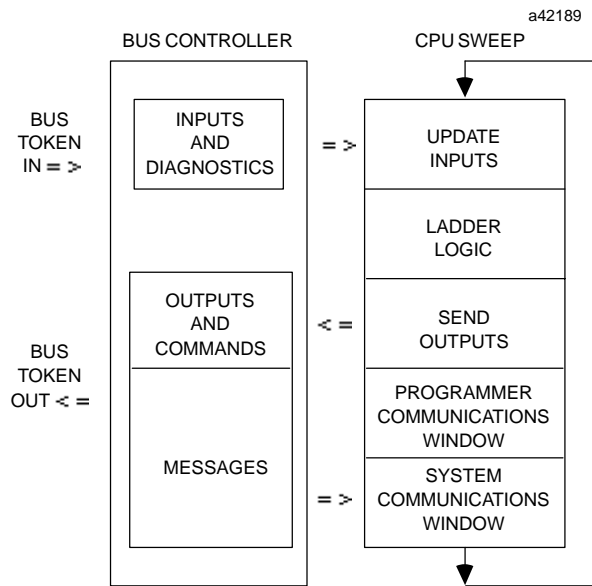 a42189
BUS CONTROLLER
CPU SWEEP
BUS
TOKEN
IN = >
INPUTS
AND
DIAGNOSTICS
= >
UPDATE
INPUTS
LADDER
LOGIC
BUS
TOKEN
OUT < =
OUTPUTS
AND
COMMANDS
< =
SEND
OUTPUTS
PROGRAMMER
COMMUNICATIONS
WINDOW
MESSAGES
= >
SYSTEM
COMMUNICATIONS
WINDOW